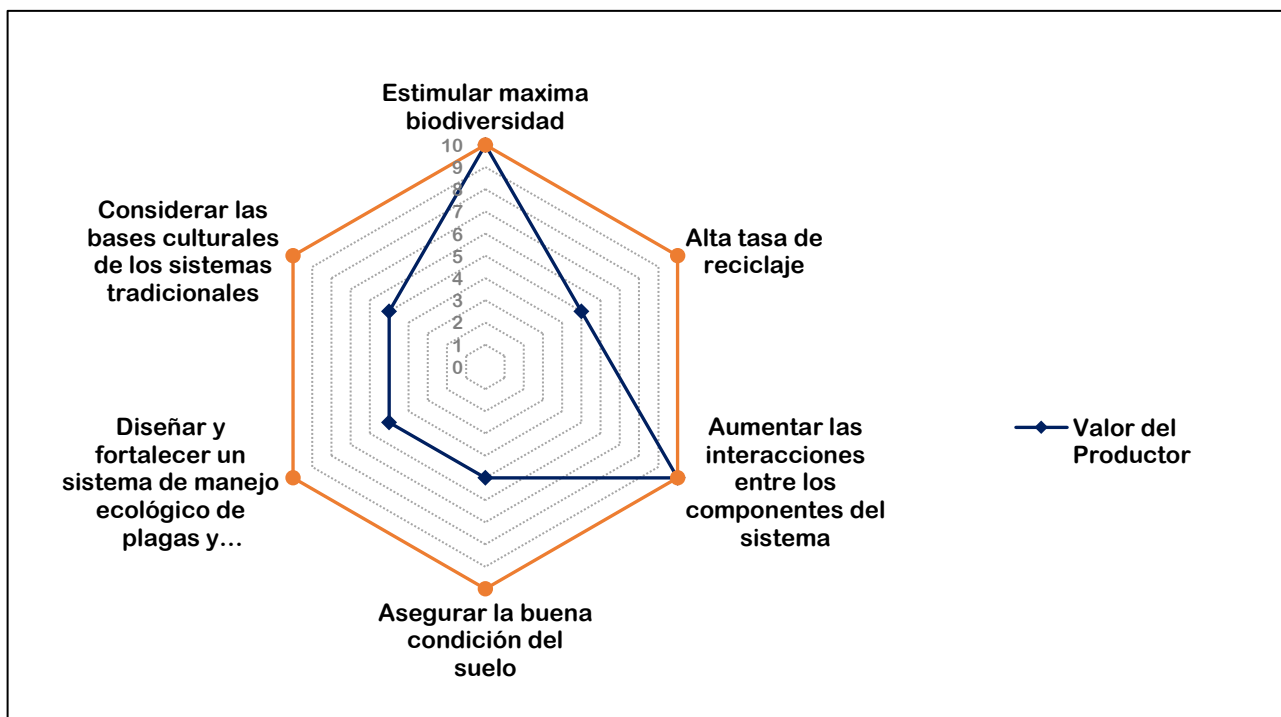 Estimular maxima
biodiversidad
10
9
8
7
6
5
4
3
2
1
0
Alta tasa de
reciclaje
Aumentar las
interacciones
entre los
componentes del
sistema
Asegurar la buena
condición del
suelo
Diseñar y
fortalecer un
sistema de manejo
ecológico de
plagas y…
Considerar las
bases culturales
de los sistemas
tradicionales
Valor del
Productor